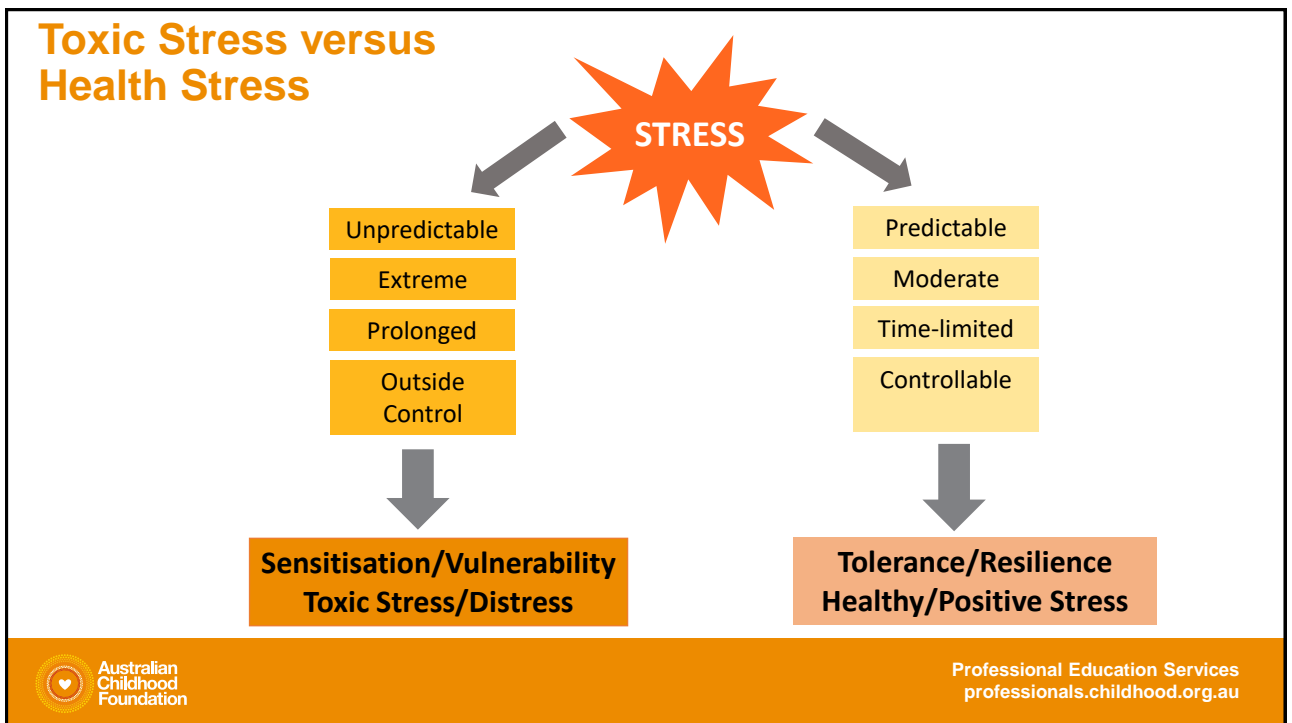 Toxic Stress versus
Health Stress
STRESS
Unpredictable
Extreme
Prolonged
Outside
Control
Sensitisation/Vulnerability
Toxic Stress/Distress
Predictable
Moderate
Time-limited
Controllable
Tolerance/Resilience
Healthy/Positive Stress
Australian
Childhood
Foundation
Professional Education Services
professionals.childhood.org.au